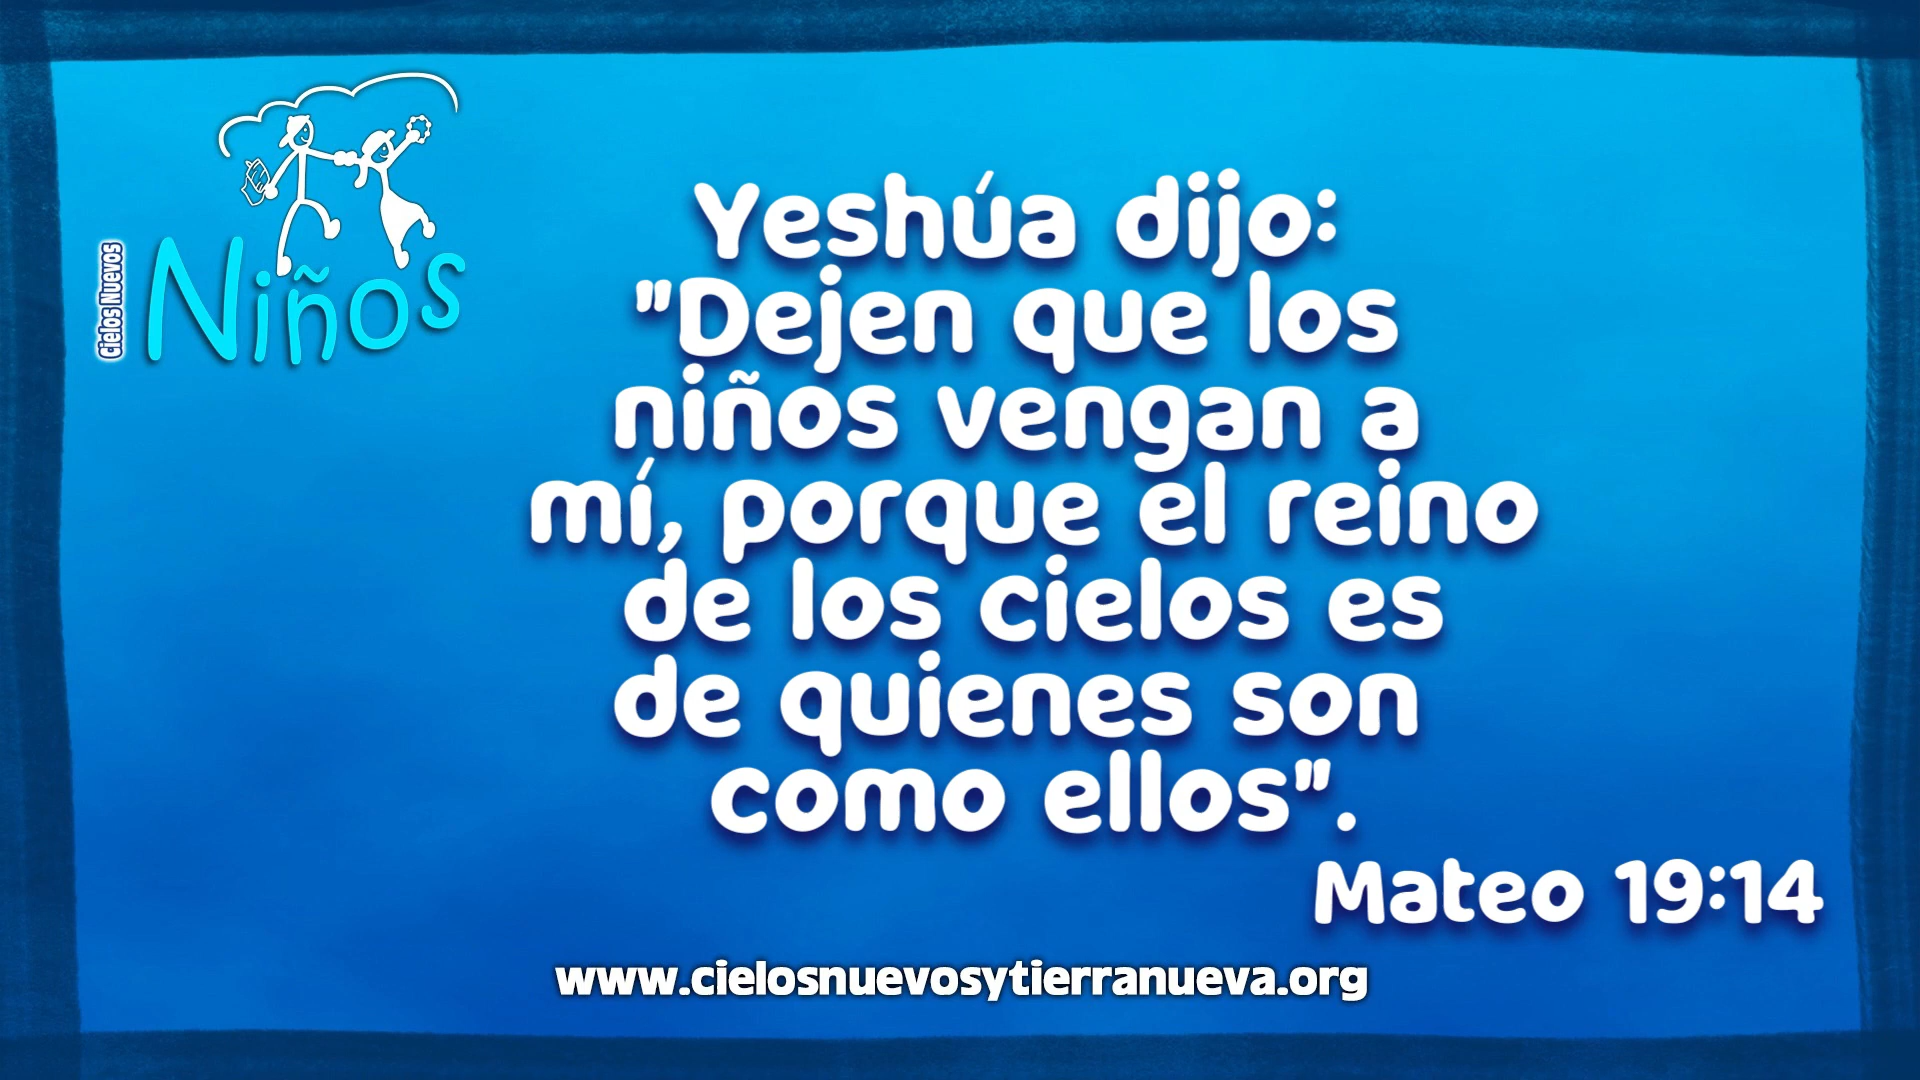 Cielos Nuevos
Niños
Yeshúa dijo:
"Dejen que los
niños vengan a
mí, porque el reino
de los cielos es
de quienes son
como ellos".
Mateo 19:14
www.cielosnuevosytierranueva.org